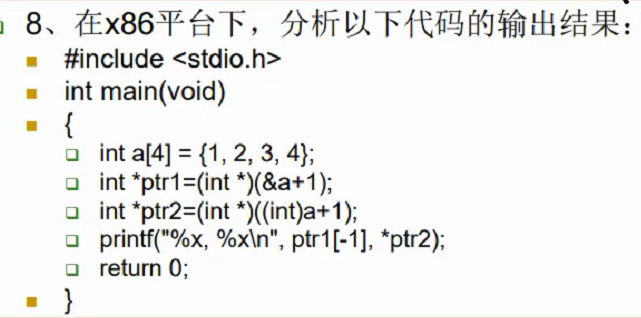 8、在x86平台下，分析以下代码的输出结果：
#include <stdio.h>
int main(void)
{
int a[4] = {1, 2, 3, 4};
int *ptr1=(int *)(&a+1);
int *ptr2=(int *)((int)a+1);
printf("%x, %x\n", ptr1[-1], *ptr2);
return 0;
}